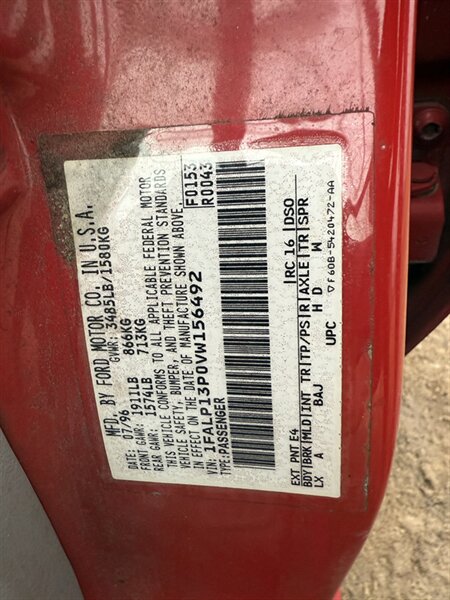 MFD. BY FORD MOTOR CO. IN U.S.A.
DATE: 07/96 GVWR: 3485LB/1580KG
FRONT GAWR: 1911LB 866KG
REAR GAWR: 1574LB 713KG
THIS VEHICLE CONFORMS TO ALL APPLICABLE FEDERAL MOTOR
VEHICLE SAFETY, BUMPER, AND THEFT PREVENTION STANDARDS
IN EFFECT ON THE DATE OF MANUFACTURE SHOWN ABOVE.
VIN: 1FALP13P0VW156492 F0153
TYPE: PASSENGER R0043
EXT PNT: E4 RC 16 DSO
BDY BRK MLD INT TR TP/PS R AXLE TR SPR
LX A BAJ H D W
UPC ▽F60B-5420472-AA